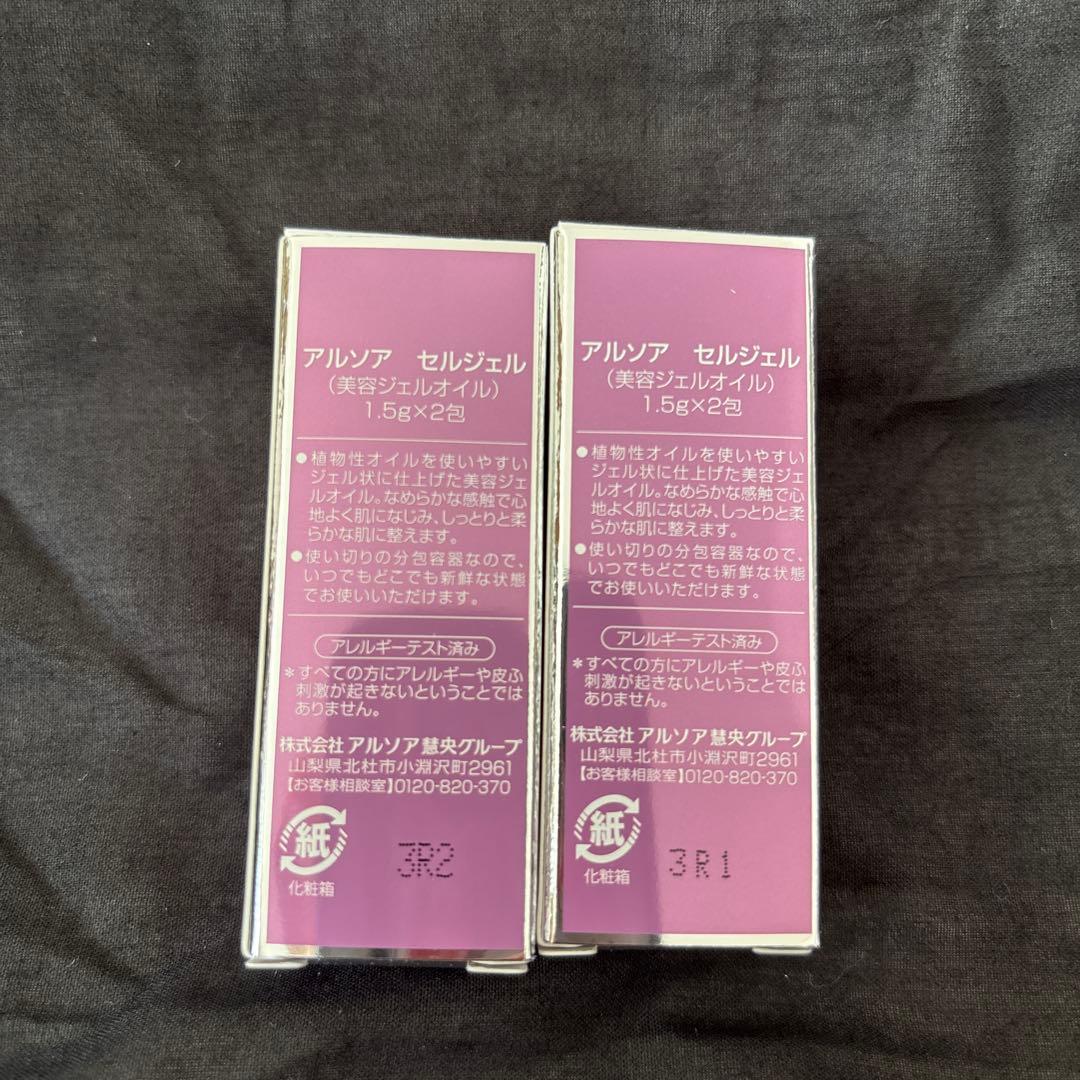 アルソア　セルジェル
（美容ジェルオイル）
1.5g×2包
●植物性オイルを使いやすい
ジェル状に仕上げた美容ジェ
ルオイル。なめらかな感触で心
地よく肌になじみ、しっとりと柔
らかな肌に整えます。
●使い切りの分包容器なので、
いつでもどこでも新鮮な状態
でお使いいただけます。
アレルギーテスト済み
＊すべての方にアレルギーや皮ふ
刺激が起きないということでは
ありません。
株式会社 アルソア慧央グループ
山梨県北杜市小淵沢町2961
【お客様相談室】0120-820-370
紙
化粧箱
3R2
アルソア　セルジェル
（美容ジェルオイル）
1.5g×2包
●植物性オイルを使いやすい
ジェル状に仕上げた美容ジェ
ルオイル。なめらかな感触で心
地よく肌になじみ、しっとりと柔
らかな肌に整えます。
●使い切りの分包容器なので、
いつでもどこでも新鮮な状態
でお使いいただけます。
アレルギーテスト済み
＊すべての方にアレルギーや皮ふ
刺激が起きないということでは
ありません。
株式会社 アルソア慧央グループ
山梨県北杜市小淵沢町2961
【お客様相談室】0120-820-370
紙
化粧箱
3R1